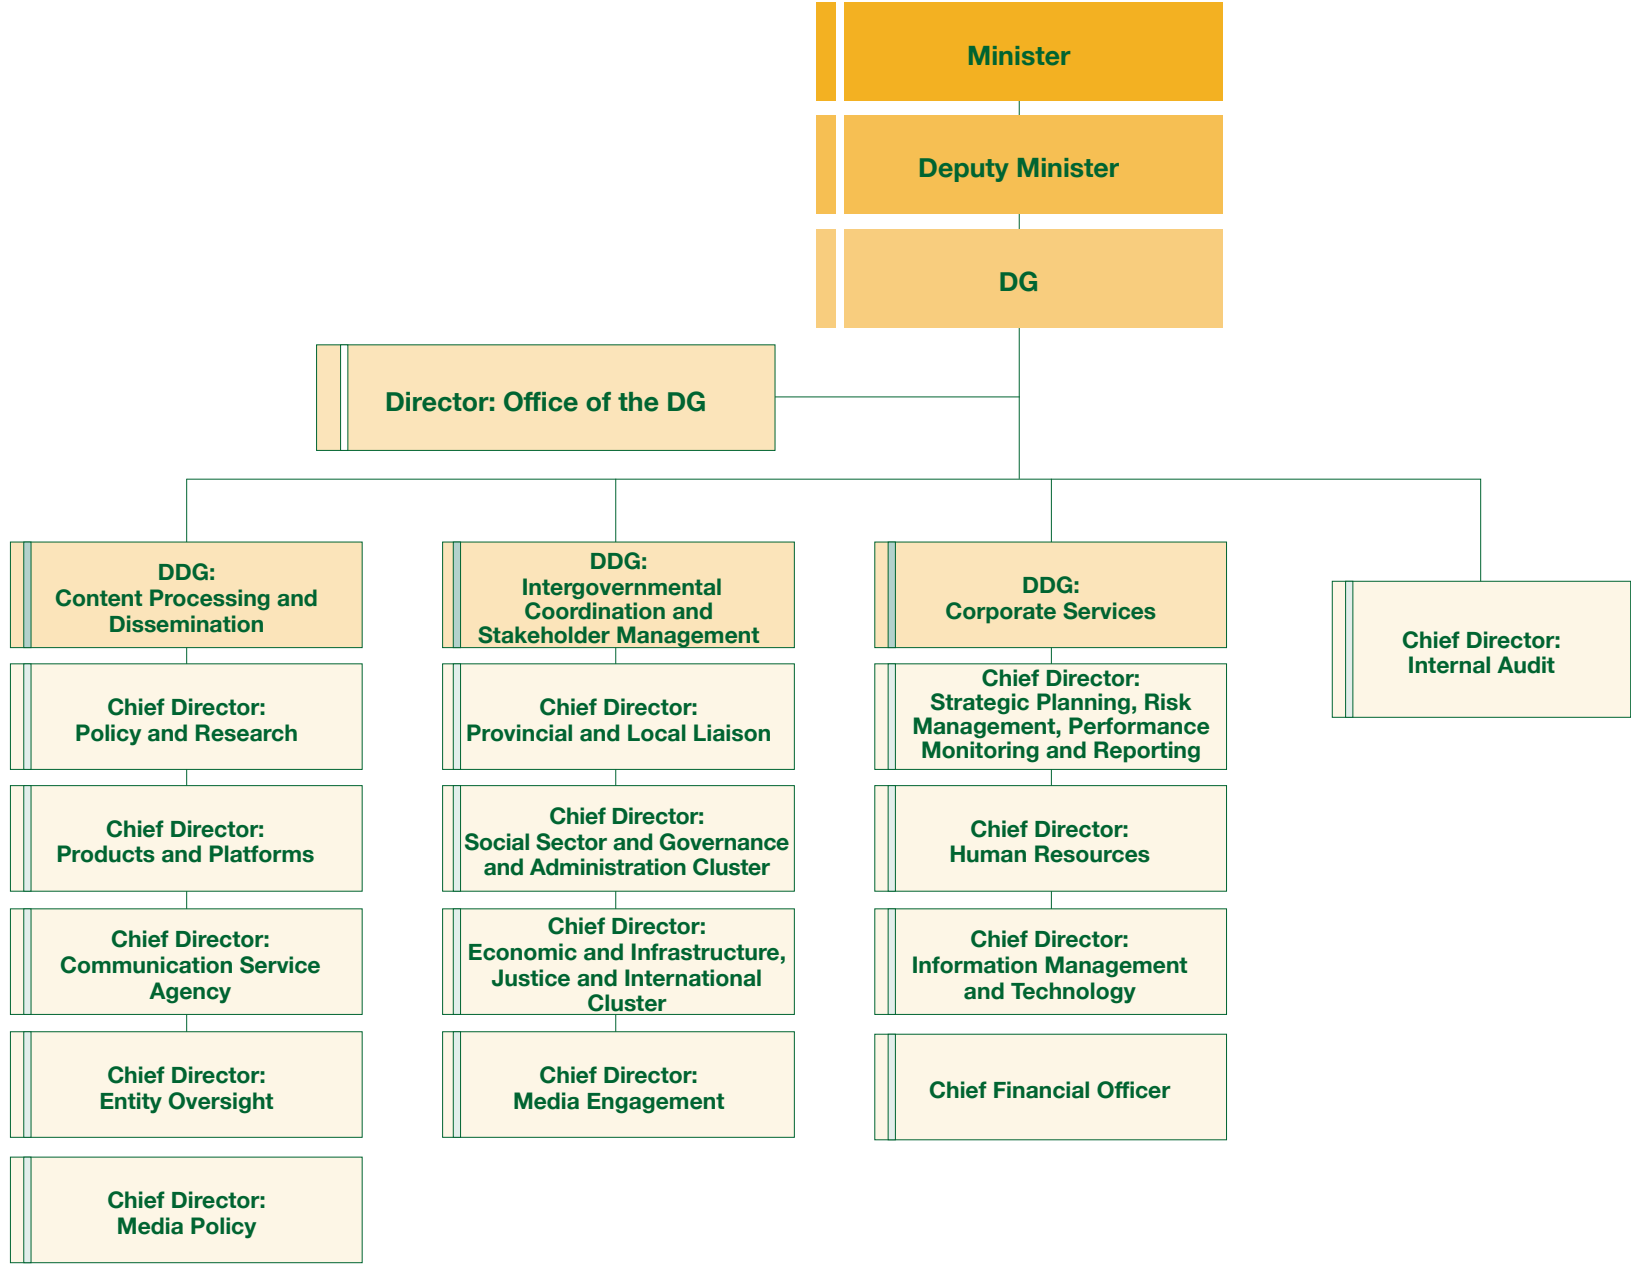 Minister
Deputy Minister
DG
Director: Office of the DG
DDG:
Content Processing and
Dissemination
Chief Director:
Policy and Research
Chief Director:
Products and Platforms
Chief Director:
Communication Service
Agency
Chief Director:
Entity Oversight
Chief Director:
Media Policy
DDG:
Intergovernmental
Coordination and
Stakeholder Management
Chief Director:
Provincial and Local Liaison
Chief Director:
Social Sector and Governance
and Administration Cluster
Chief Director:
Economic and Infrastructure,
Justice and International
Cluster
Chief Director:
Media Engagement
DDG:
Corporate Services
Chief Director:
Strategic Planning, Risk
Management, Performance
Monitoring and Reporting
Chief Director:
Human Resources
Chief Director:
Information Management
and Technology
Chief Financial Officer
Chief Director:
Internal Audit